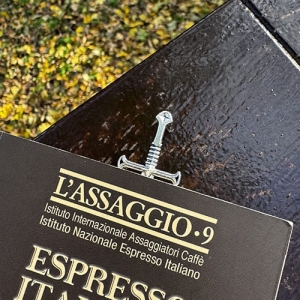 L'ASSAGGIO·9
Istituto Internazionale Assaggiatori Caffè
Istituto Nazionale Espresso Italiano
ESPRESSO